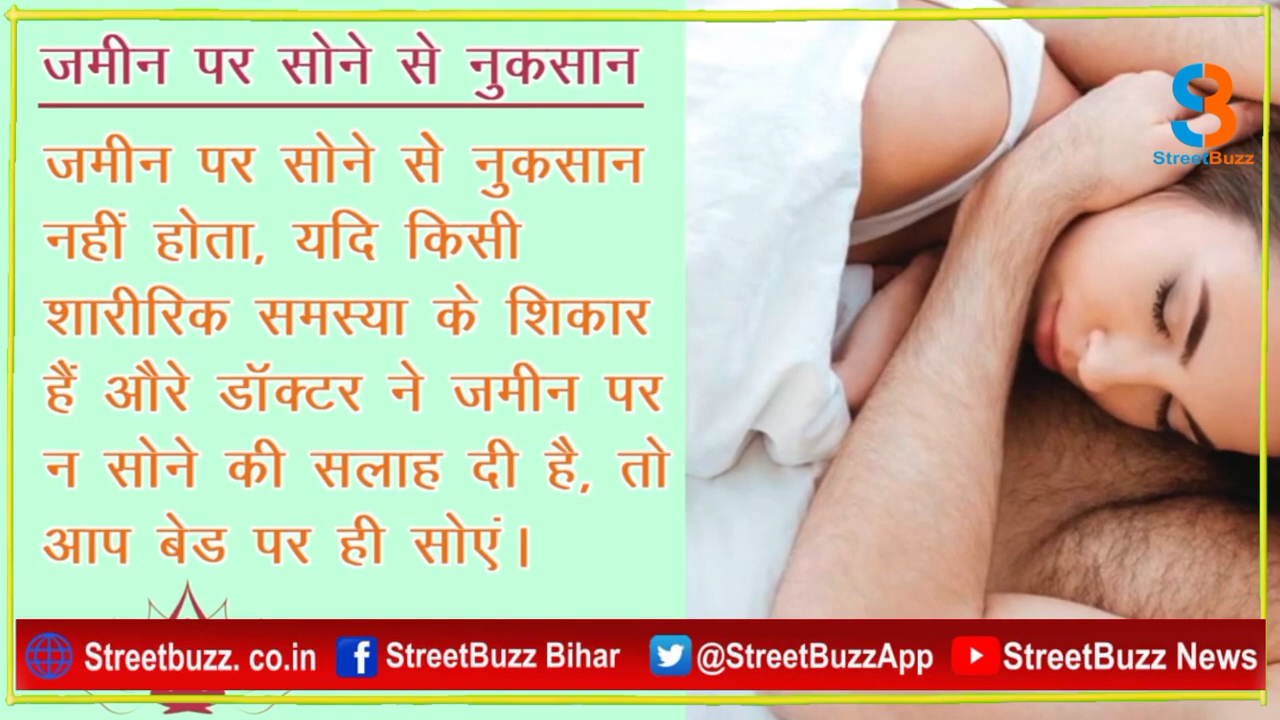 जमीन पर सोने से नुकसान
जमीन पर सोने से नुकसान
नहीं होता, यदि किसी
शारीरिक समस्या के शिकार
हैं औरे डॉक्टर ने जमीन पर
न सोने की सलाह दी है, तो
आप बेड पर ही सोएं।
StreetBuzz
Streetbuzz. co.in StreetBuzz Bihar @StreetBuzzApp StreetBuzz News